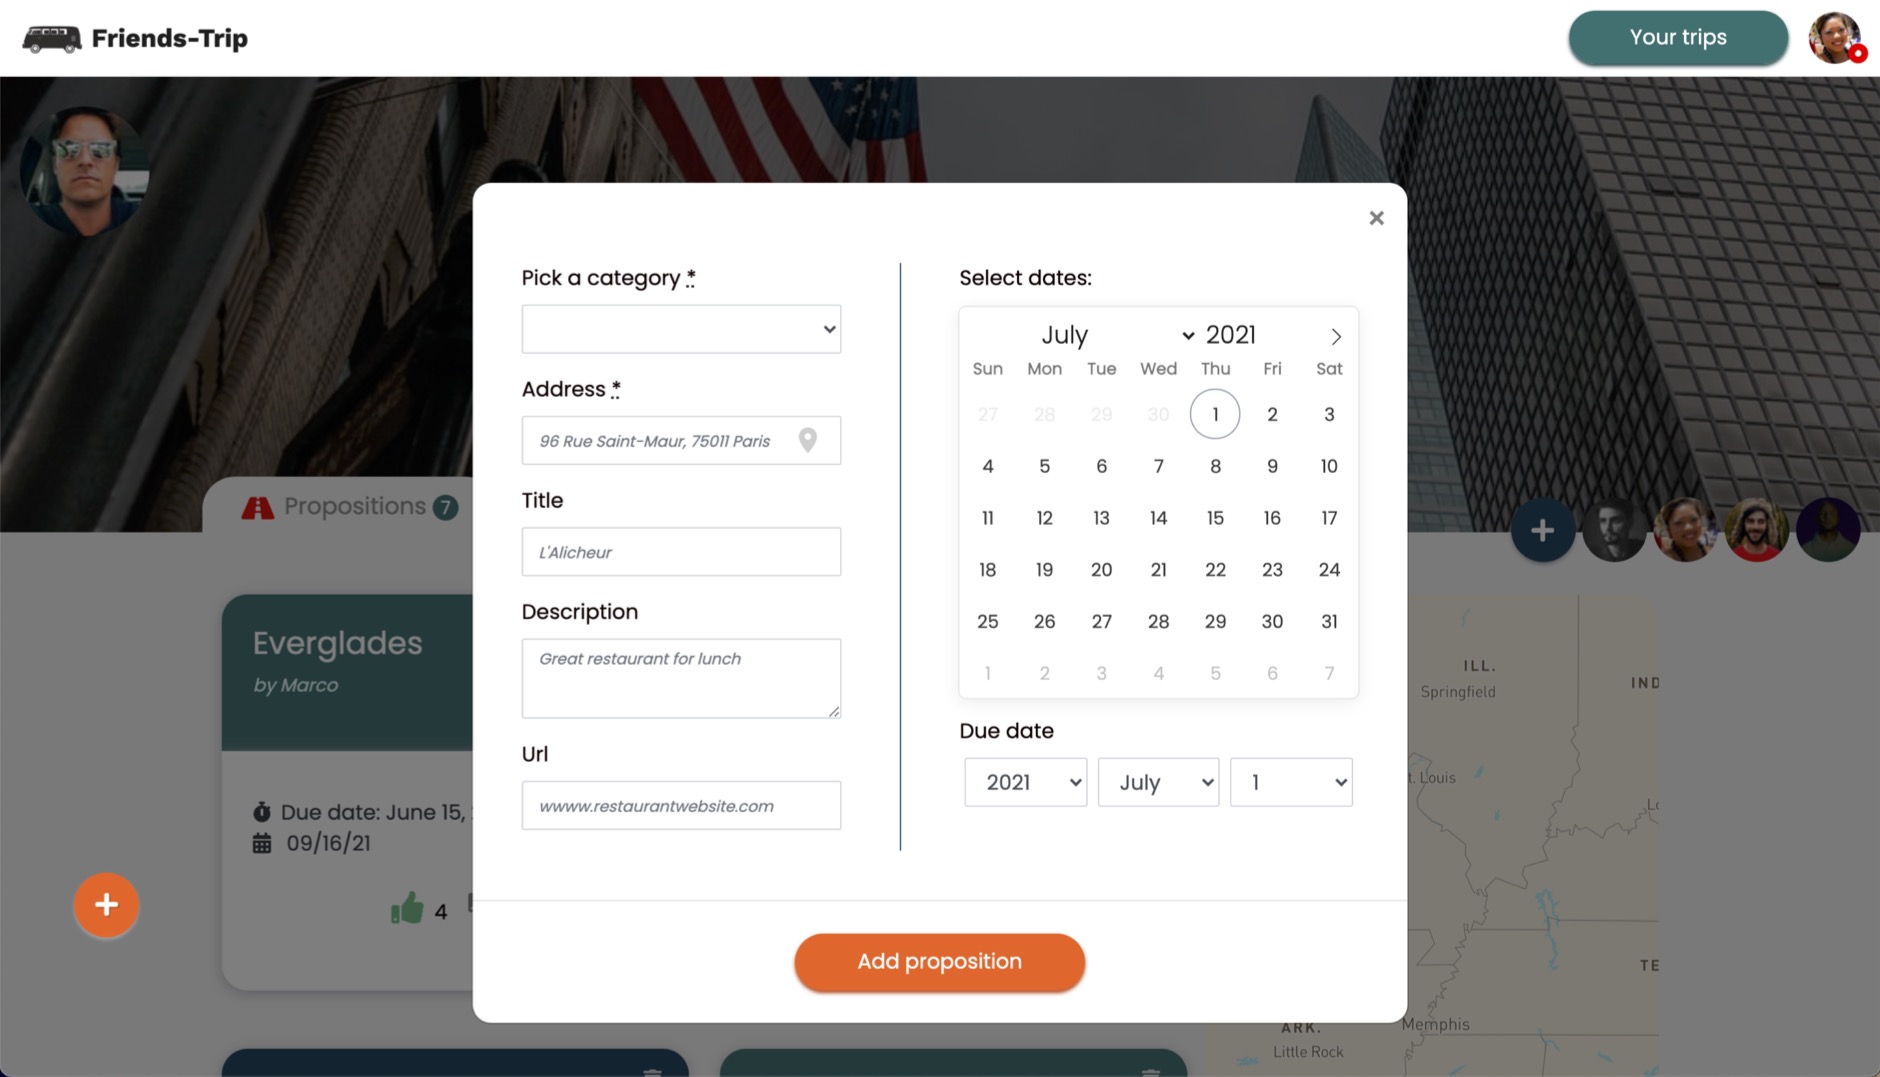 Friends-Trip
Your trips
Propositions 7
Everglades
by Marco
Due date: June 15,
09/16/21
4
×
Pick a category *
Address *
96 Rue Saint-Maur, 75011 Paris
Title
L'Alicheur
Description
Great restaurant for lunch
Url
wwww.restaurantwebsite.com
Select dates:
July 2021
Sun Mon Tue Wed Thu Fri Sat
27 28 29 30 1 2 3
4 5 6 7 8 9 10
11 12 13 14 15 16 17
18 19 20 21 22 23 24
25 26 27 28 29 30 31
1 2 3 4 5 6 7
Due date
2021 July 1
Add proposition
ILL.
Springfield
IND
t. Louis
Lo
TE
Memphis
ARK.
Little Rock